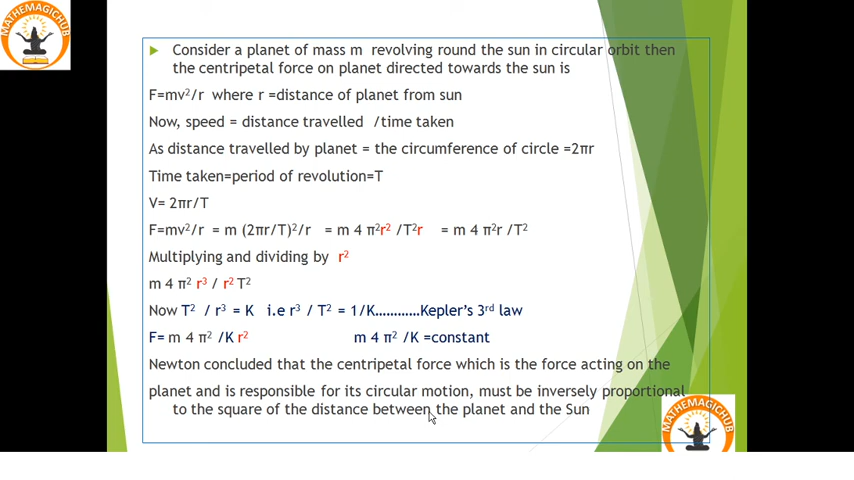 MATHEMAGICHUB
Consider a planet of mass m revolving round the sun in circular orbit then
the centripetal force on planet directed towards the sun is
F=mv²/r where r =distance of planet from sun
Now, speed = distance travelled /time taken
As distance travelled by planet = the circumference of circle =2πr
Time taken=period of revolution=T
V= 2πr/T
F=mv²/r = m (2πr/T)²/r = m 4 π²r² /T²r = m 4 π²r /T²
Multiplying and dividing by r²
m 4 π² r³ / r² T²
Now T² / r³ = K i.e r³ / T² = 1/K...........Kepler's 3rd law
F= m 4 π² /K r² m 4 π² /K =constant
Newton concluded that the centripetal force which is the force acting on the
planet and is responsible for its circular motion, must be inversely proportional
to the square of the distance between the planet and the Sun
MATHEMAGICHUB